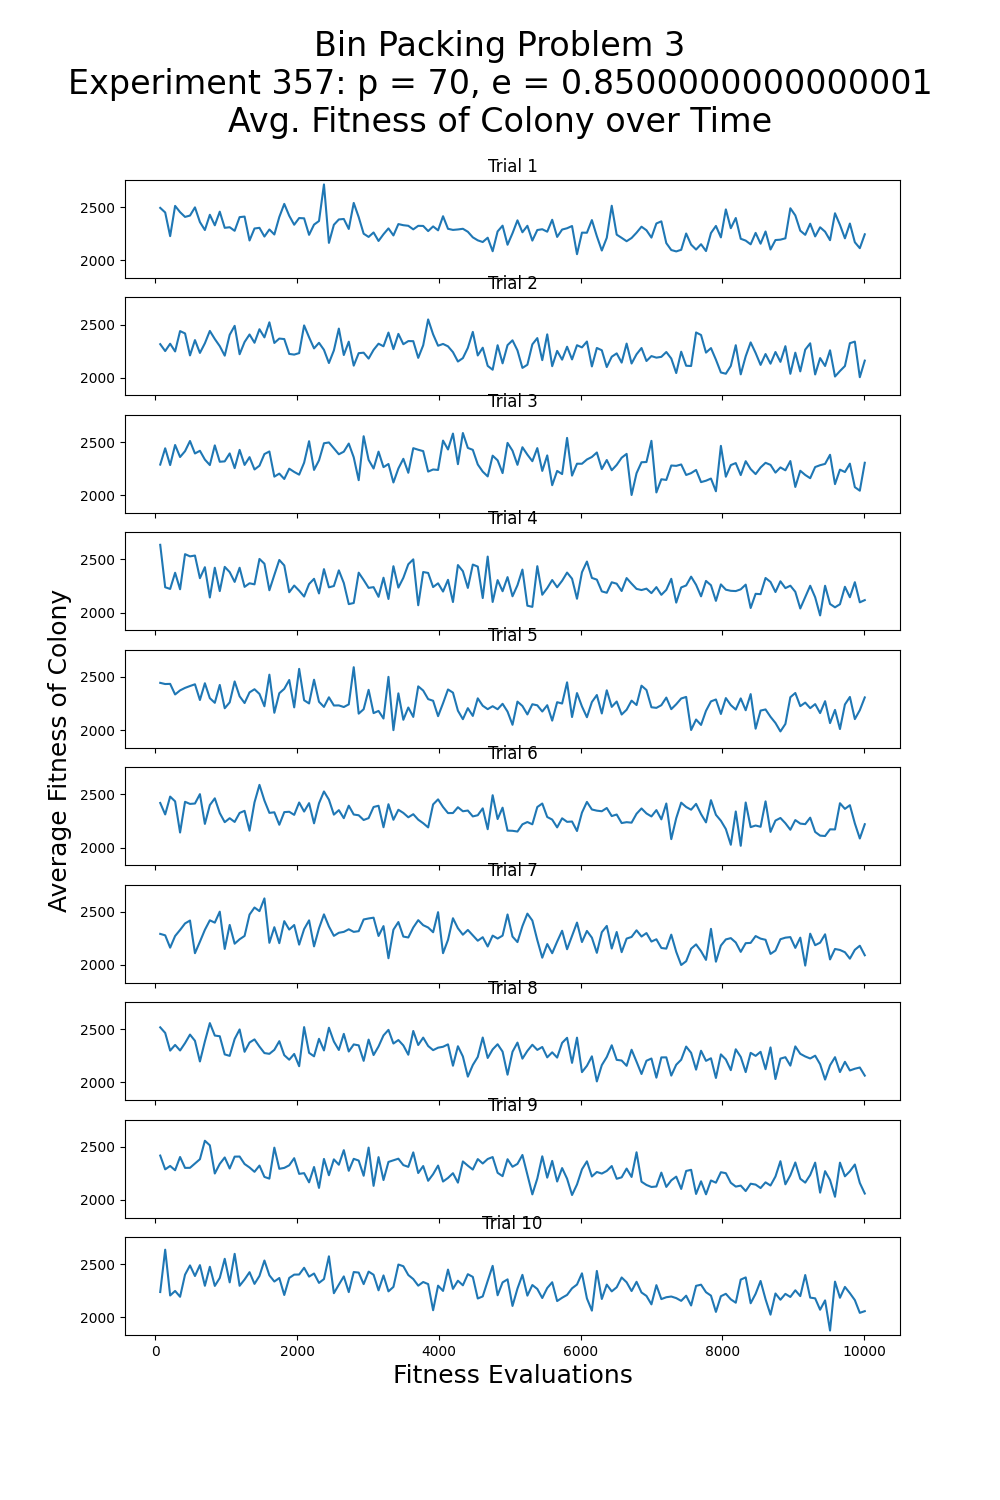 Bin Packing Problem 3
Experiment 357: p = 70, e = 0.8500000000000001
Avg. Fitness of Colony over Time
Trial 1
2500
2000
Trial 2
2500
2000
Trial 3
2500
2000
Trial 4
2500
2000
Trial 5
2500
2000
Trial 6
2500
2000
Trial 7
2500
2000
Trial 8
2500
2000
Trial 9
2500
2000
Trial 10
2500
2000
0 2000 4000 6000 8000 10000
Fitness Evaluations
Average Fitness of Colony